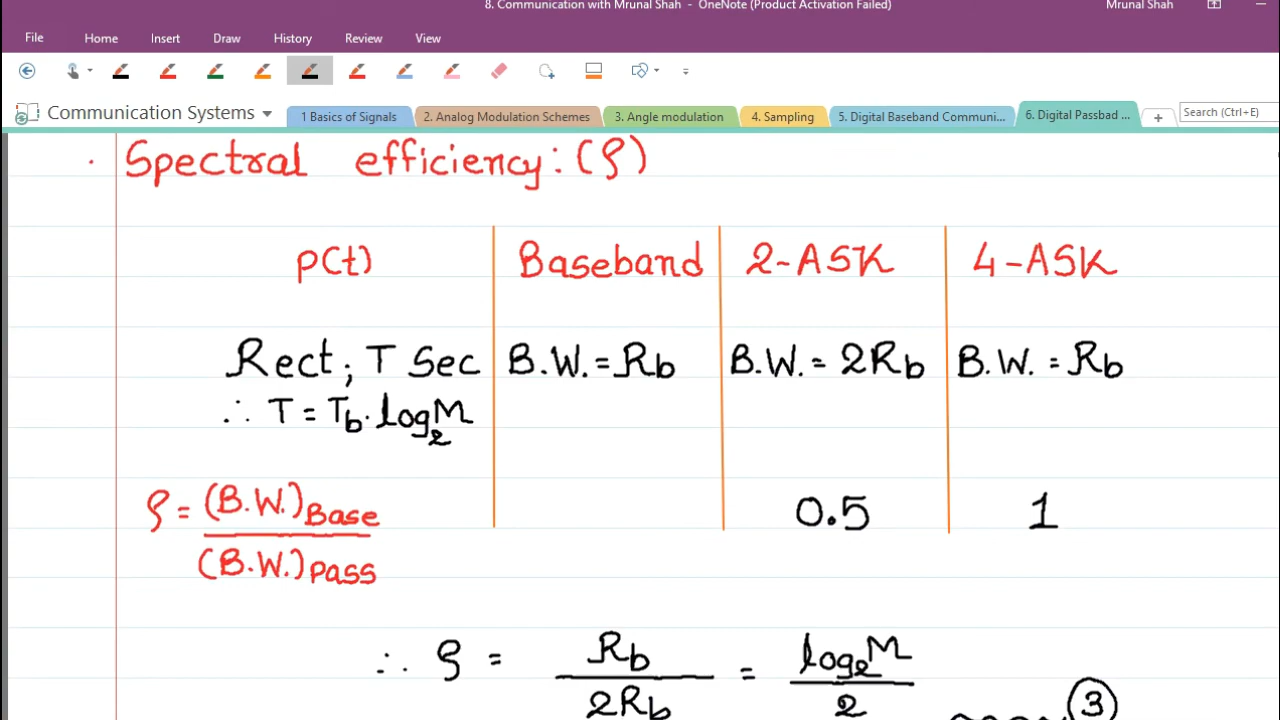 8. Communication with Mrunal Shah - OneNote (Product Activation Failed) Mrunal Shah
File Home Insert Draw History Review View
Communication Systems 1 Basics of Signals 2. Analog Modulation Schemes 3. Angle modulation 4. Sampling 5. Digital Baseband Communi... 6. Digital Passbad ... Search (Ctrl+E)
· Spectral efficiency: (ρ)
p(t) Baseband 2-ASK 4-ASK
Rect; T Sec B.W. = Rb B.W. = 2Rb B.W. = Rb
∴ T = Tb · log2M
ρ = (B.W.)Base / (B.W.)Pass 0.5 1
∴ ρ = Rb / 2Rb = log2M / 2
3